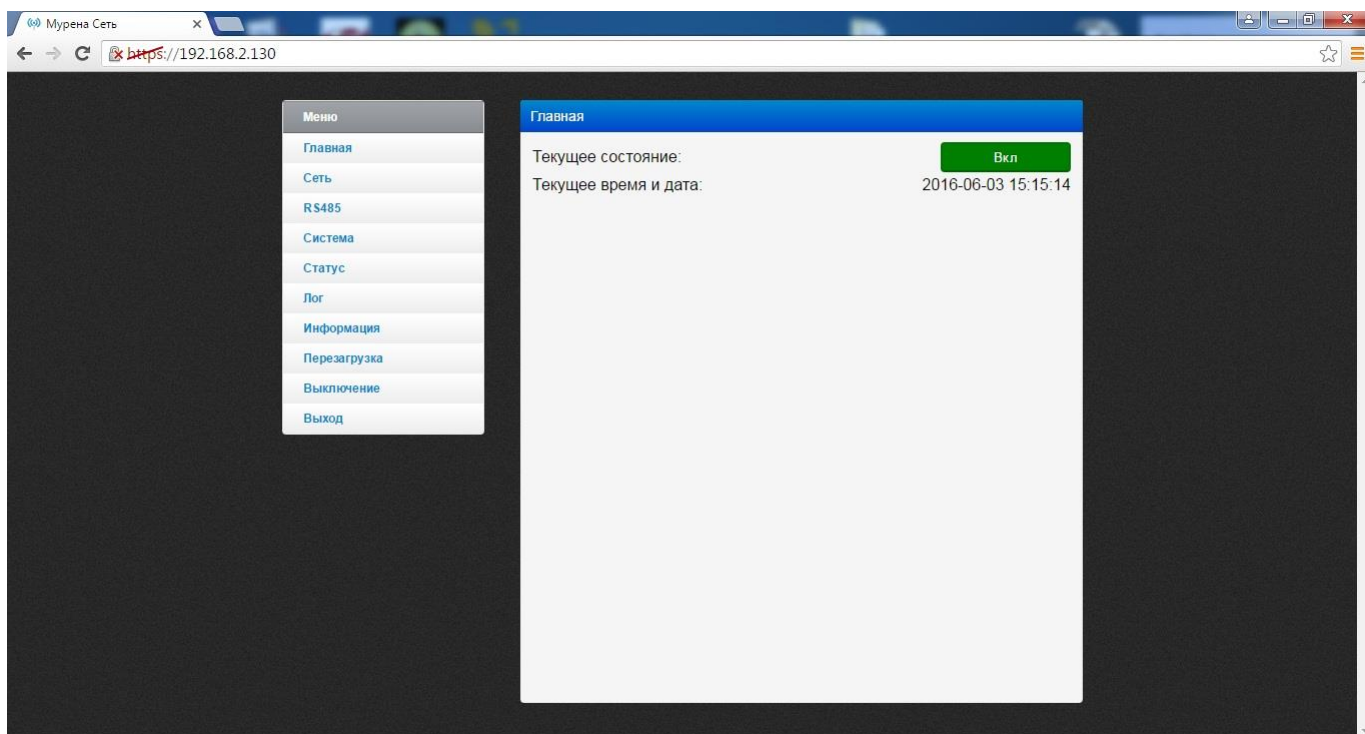 Мурена Сеть
https://192.168.2.130
Меню
Главная
Сеть
RS485
Система
Статус
Лог
Информация
Перезагрузка
Выключение
Выход
Главная
Текущее состояние:
Вкл
Текущее время и дата:
2016-06-03 15:15:14